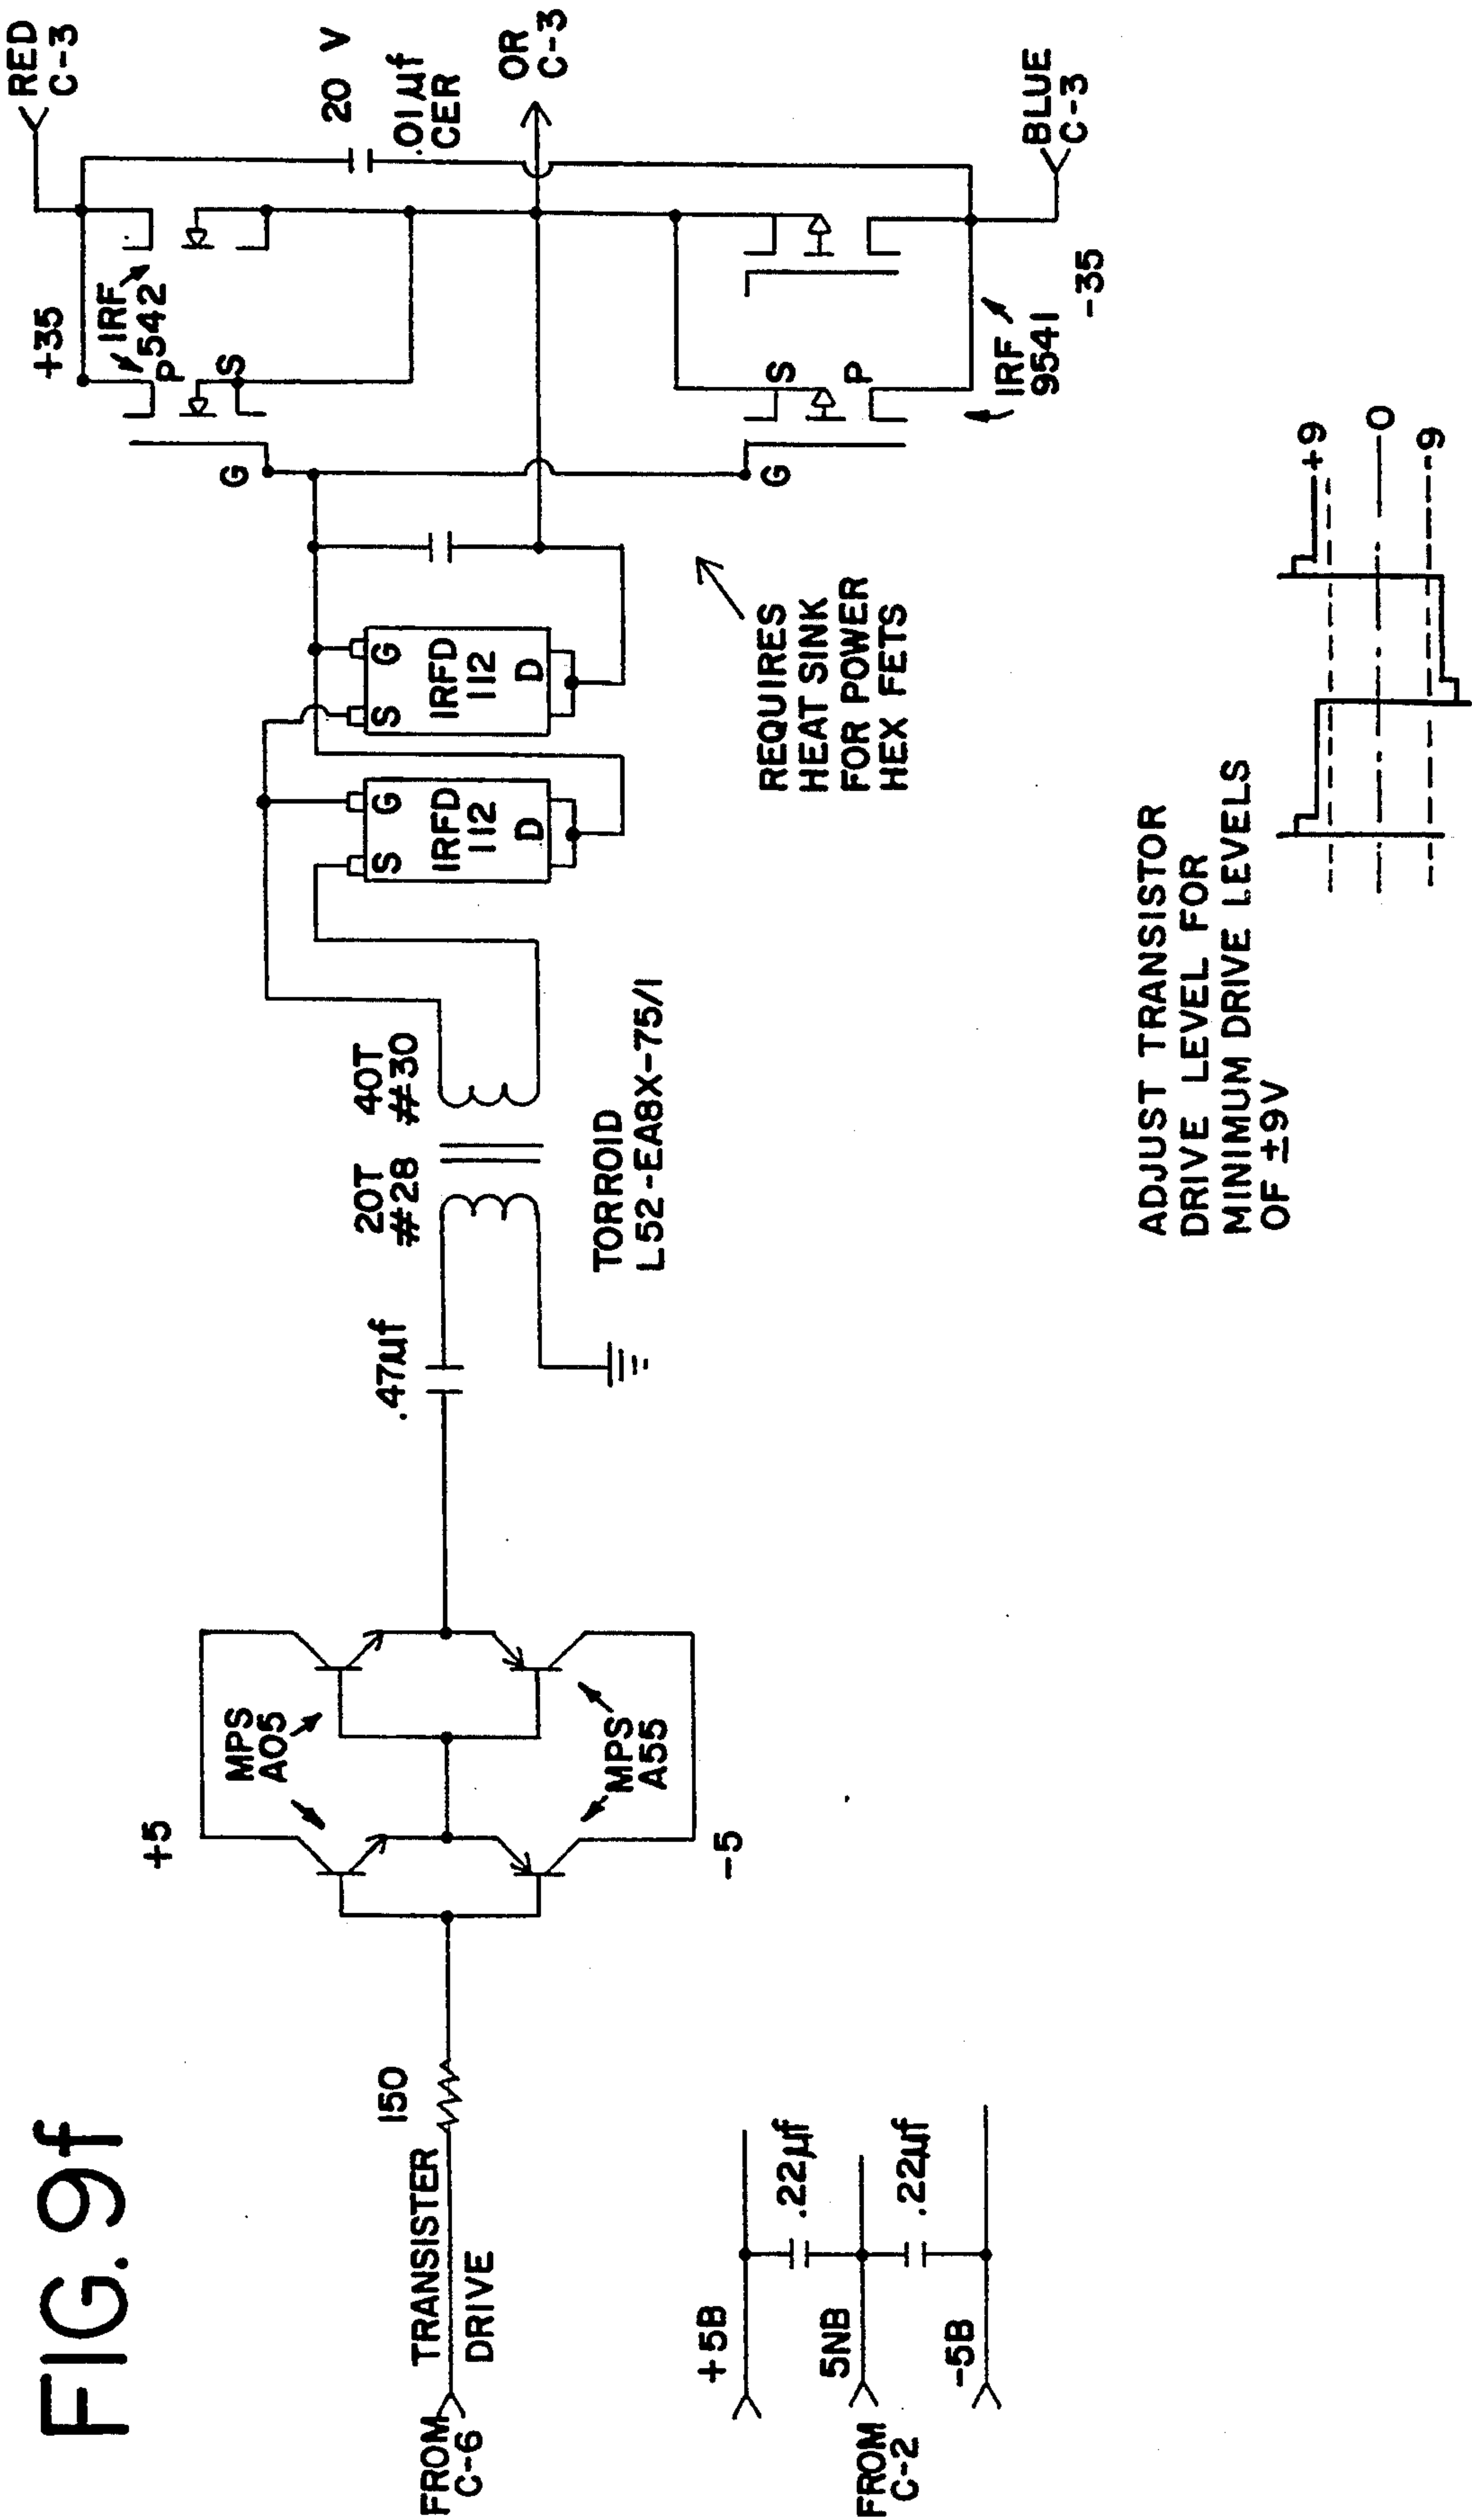 FIG. 9f
FROM
C-6
TRANSISTER
DRIVE
150
+5
MPS
A05
MPS
A55
-5
.47µf
20T
#28
40T
#30
TORROID
L52-EA8X-75/1
S
G
IRFD
112
D
S
G
IRFD
112
D
REQUIRES
HEAT SINK
FOR POWER
HEX FETS
G
G
+35
IRF
542
P
S
S
P
IRF
9541
-35
RED
C-3
20 V
.01µf
CER
OR
C-3
BLUE
C-3
+5B
5NB
-5B
FROM
C-2
.22µf
.22µf
ADJUST TRANSISTOR
DRIVE LEVEL FOR
MINIMUM DRIVE LEVELS
OF ±9V
+9
0
-9